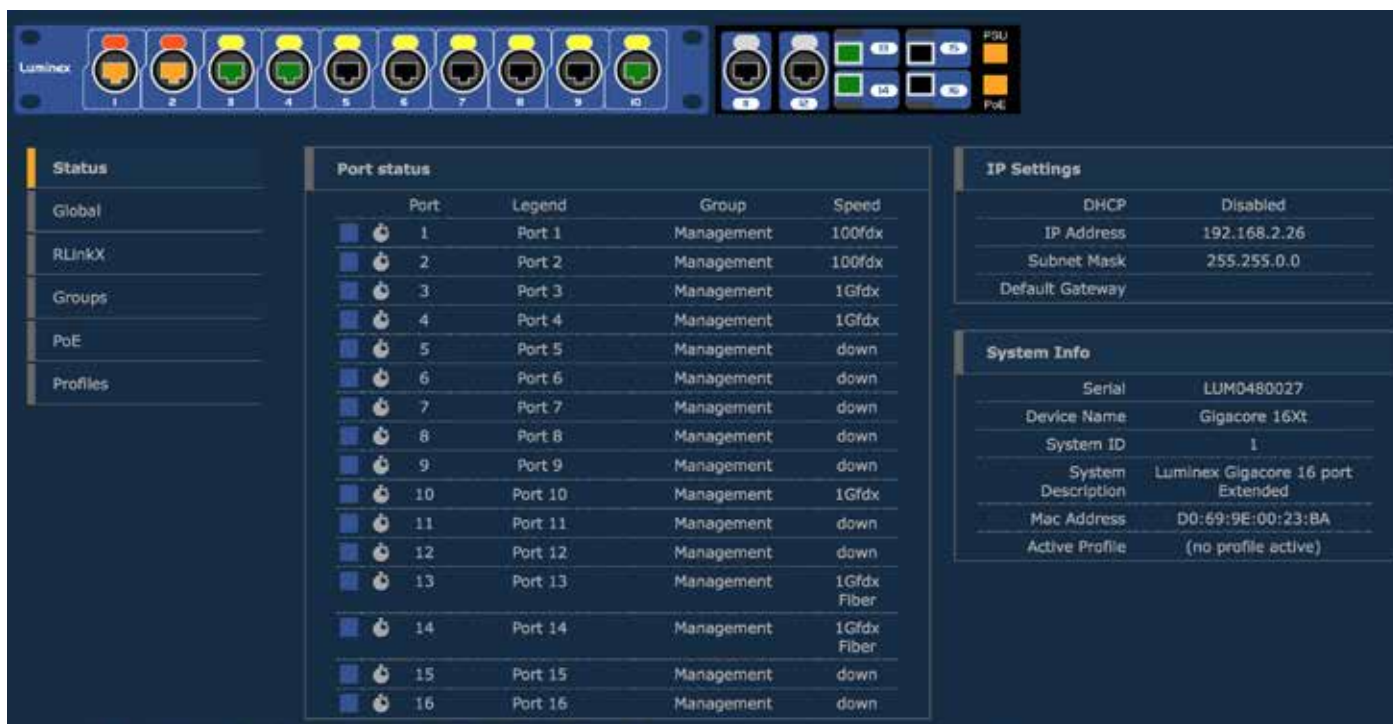 Luminex
1 2 3 4 5 6 7 8 9 10
11 12
13 15
14 16
PSU
PoE
Status
Global
RLinkX
Groups
PoE
Profiles
Port status
Port Legend Group Speed
1 Port 1 Management 100fdx
2 Port 2 Management 100fdx
3 Port 3 Management 1Gfdx
4 Port 4 Management 1Gfdx
5 Port 5 Management down
6 Port 6 Management down
7 Port 7 Management down
8 Port 8 Management down
9 Port 9 Management down
10 Port 10 Management 1Gfdx
11 Port 11 Management down
12 Port 12 Management down
13 Port 13 Management 1Gfdx
Fiber
14 Port 14 Management 1Gfdx
Fiber
15 Port 15 Management down
16 Port 16 Management down
IP Settings
DHCP Disabled
IP Address 192.168.2.26
Subnet Mask 255.255.0.0
Default Gateway
System Info
Serial LUM0480027
Device Name Gigacore 16Xt
System ID 1
System Luminex Gigacore 16 port
Description Extended
Mac Address D0:69:9E:00:23:BA
Active Profile (no profile active)